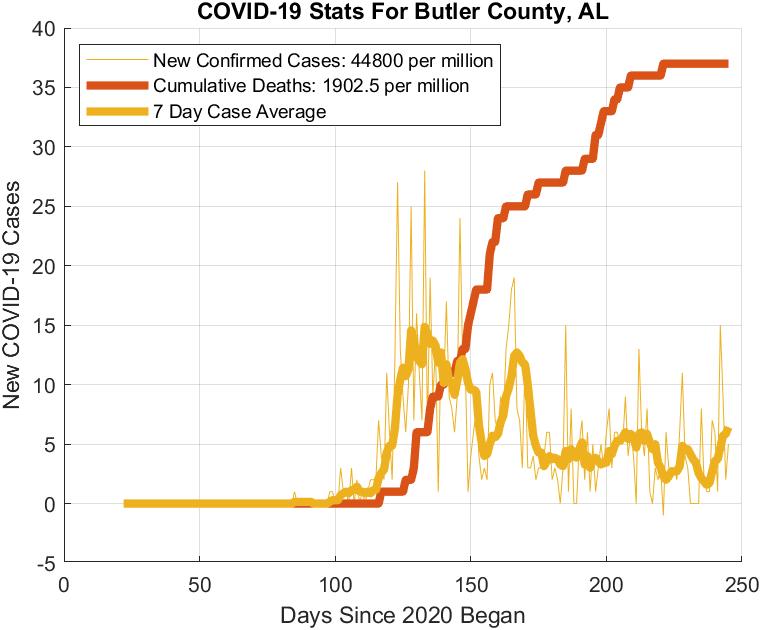 COVID-19 Stats For Butler County, AL
New Confirmed Cases: 44800 per million
Cumulative Deaths: 1902.5 per million
7 Day Case Average
New COVID-19 Cases
40
35
30
25
20
15
10
5
0
-5
0 50 100 150 200 250
Days Since 2020 Began